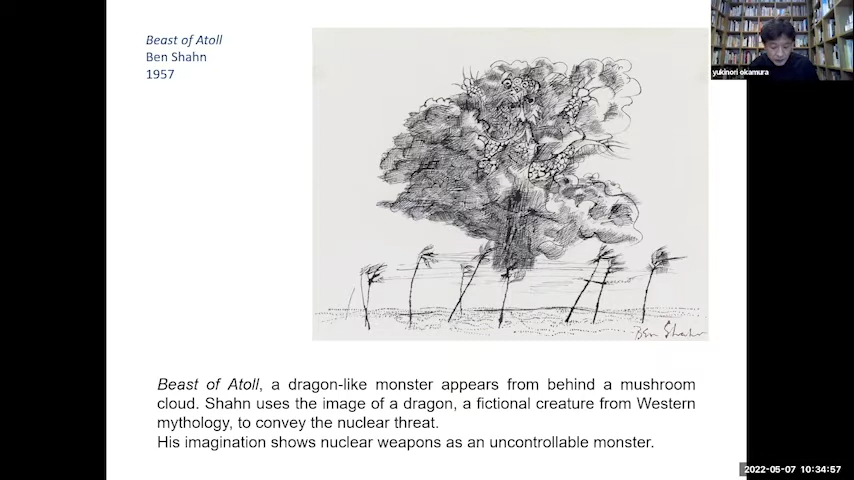 Beast of Atoll
Ben Shahn
1957
yukinori okamura
Ben Shahn
Beast of Atoll, a dragon-like monster appears from behind a mushroom
cloud. Shahn uses the image of a dragon, a fictional creature from Western
mythology, to convey the nuclear threat.
His imagination shows nuclear weapons as an uncontrollable monster.
2022-05-07 10:34:57